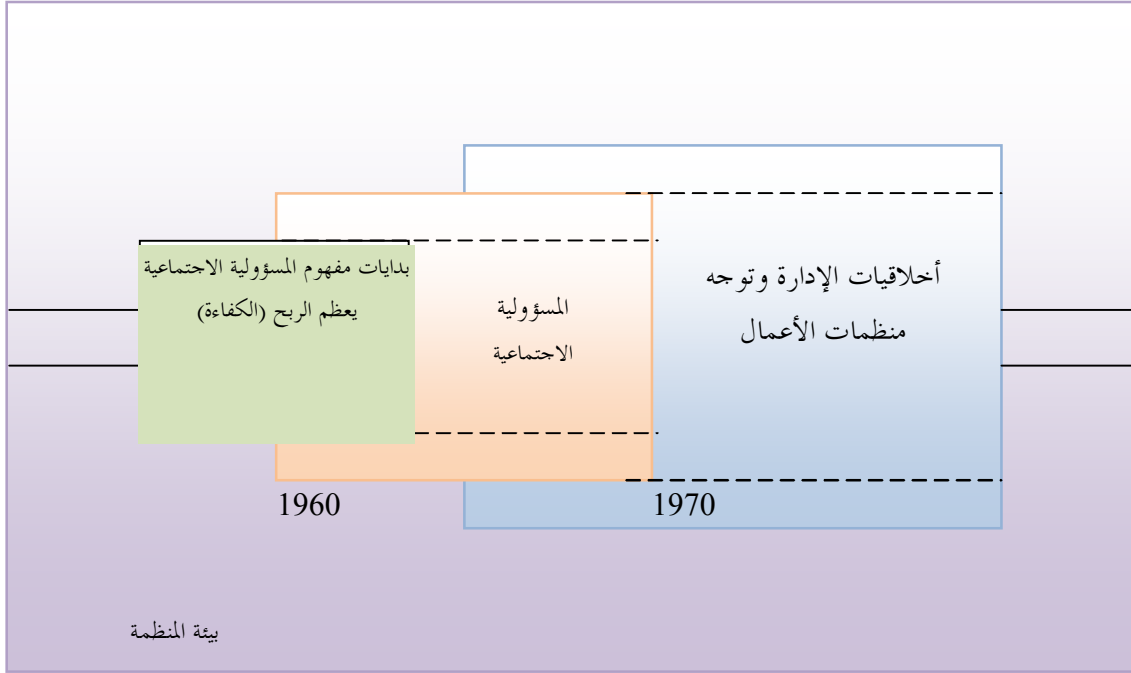 بدايات مفهوم المسؤولية الاجتماعية
يعظم الربح (الكفاءة)
المسؤولية
الاجتماعية
أخلاقيات الإدارة وتوجه
منظمات الأعمال
1960
1970
بيئة المنظمة